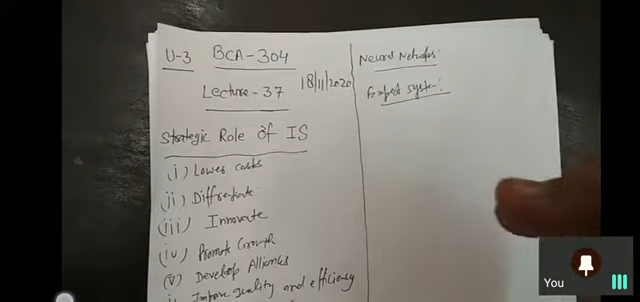 U-3 BCA-304
Lecture-37 18/11/2020
Strategic Role of IS
(i) Lower costs
(ii) Differentiate
(iii) Innovate
(iv) Promote Growth
(v) Develop Alliances
Improve quality and efficiency
Neural Networks:
Expert System:
You